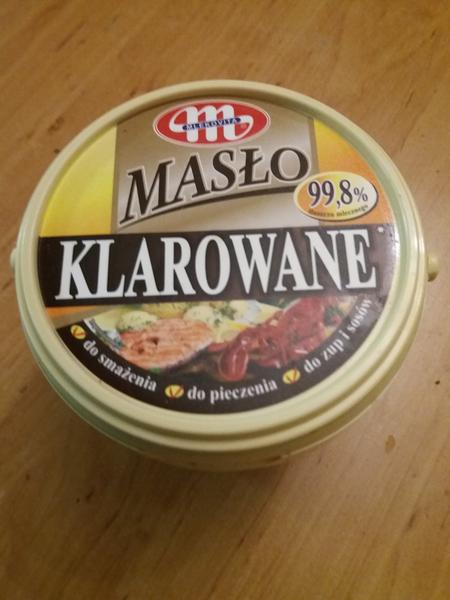 m
MLEKOVITA
MASŁO
99,8%
tłuszczu mlecznego
KLAROWANE
do smażenia
do pieczenia
do zup i sosów